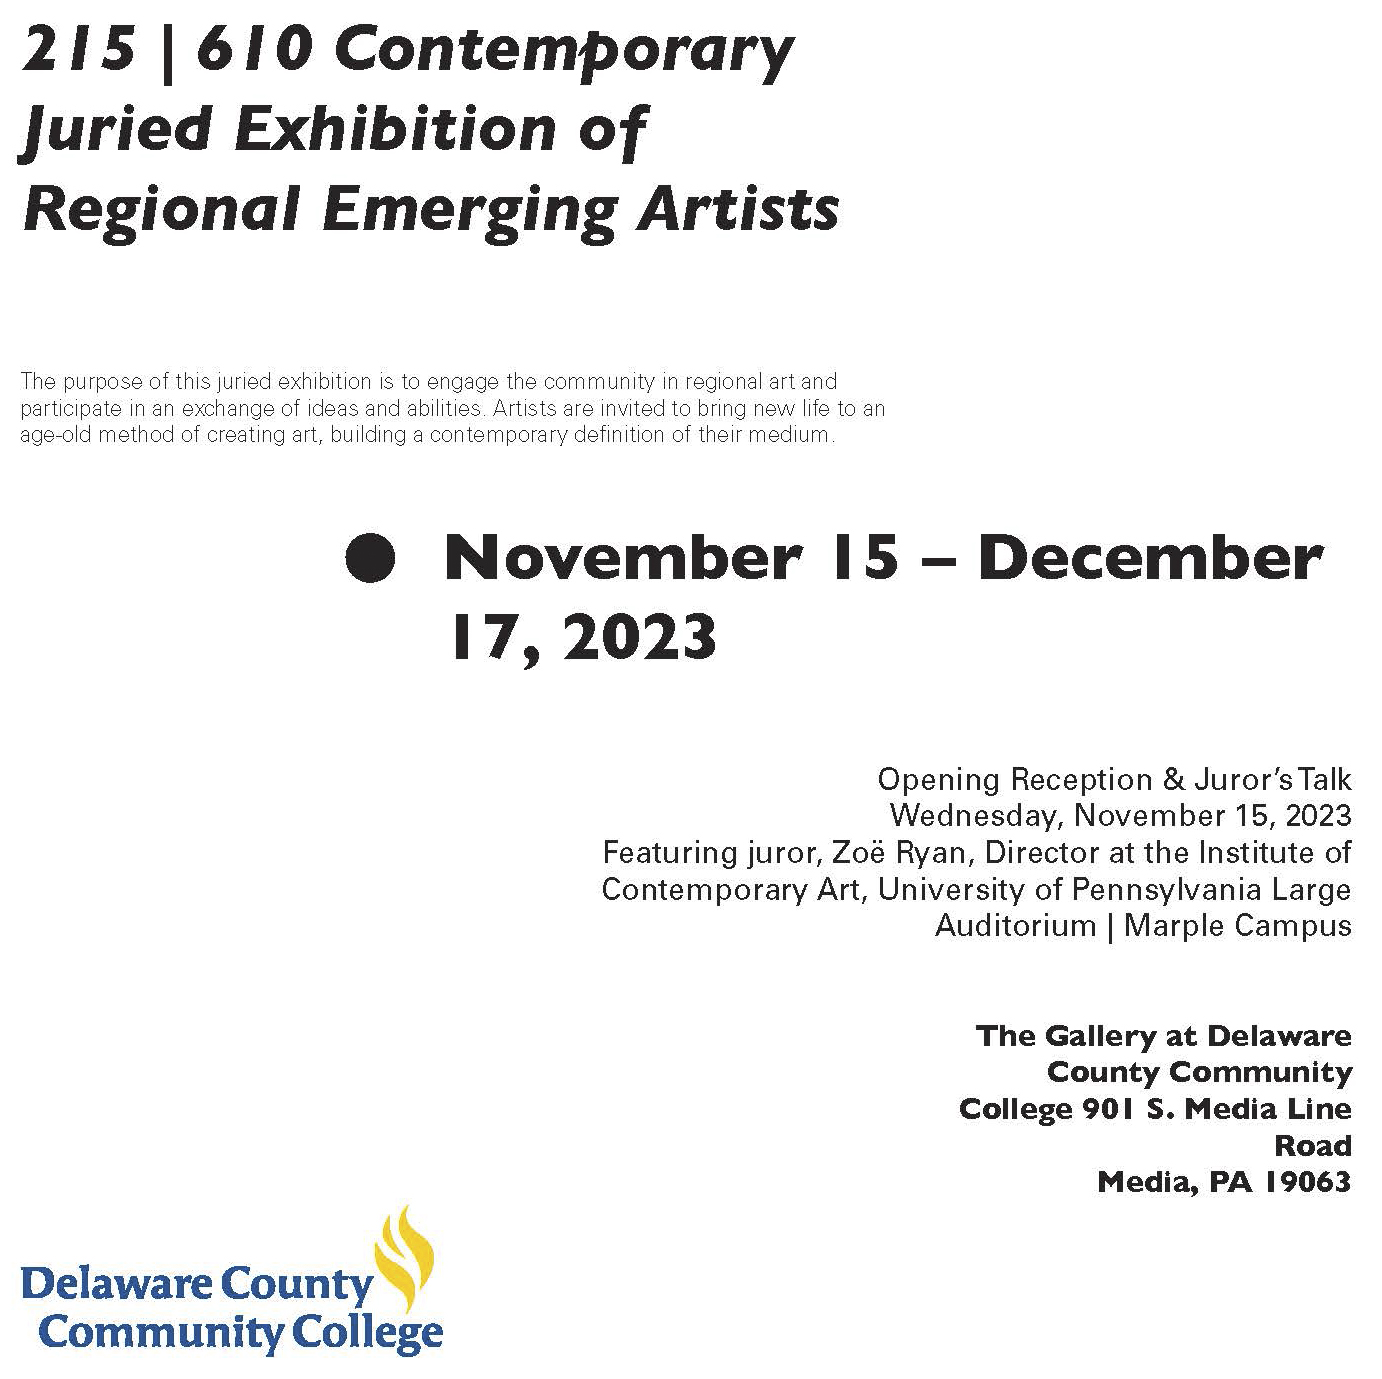 215 | 610 Contemporary
Juried Exhibition of
Regional Emerging Artists
The purpose of this juried exhibition is to engage the community in regional art and
participate in an exchange of ideas and abilities. Artists are invited to bring new life to an
age-old method of creating art, building a contemporary definition of their medium.
● November 15 – December
17, 2023
Opening Reception & Juror’s Talk
Wednesday, November 15, 2023
Featuring juror, Zoë Ryan, Director at the Institute of
Contemporary Art, University of Pennsylvania Large
Auditorium | Marple Campus
The Gallery at Delaware
County Community
College 901 S. Media Line
Road
Media, PA 19063
Delaware County
Community College